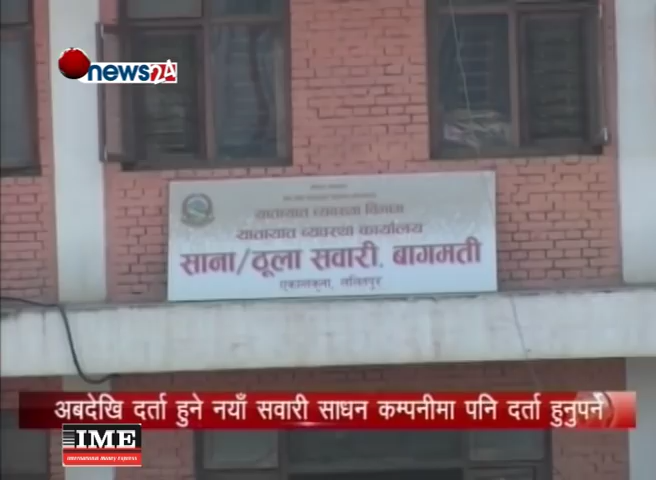 news24
यातायात व्यवस्था विभाग
यातायात व्यवस्था कार्यालय
साना/ठूला सवारी, बागमती
एकान्तकुना, ललितपुर
अबदेखि दर्ता हुने नयाँ सवारी साधन कम्पनीमा पनि दर्ता हुनुपर्ने
IME
International Money Express